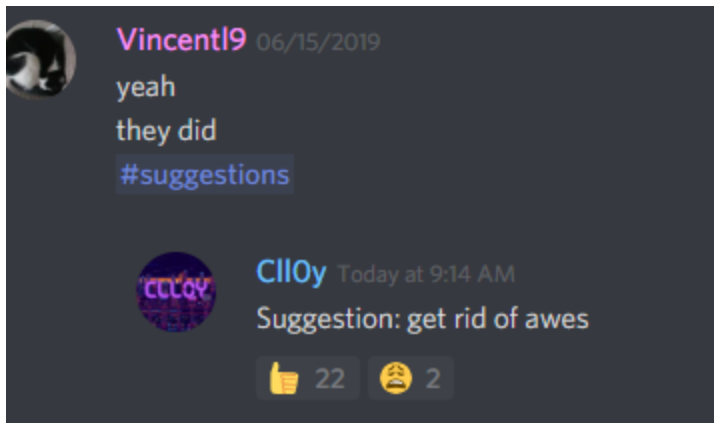 Vincentl9 06/15/2019
yeah
they did
#suggestions
CLLOY
Cll0y Today at 9:14 AM
Suggestion: get rid of awes
22 2